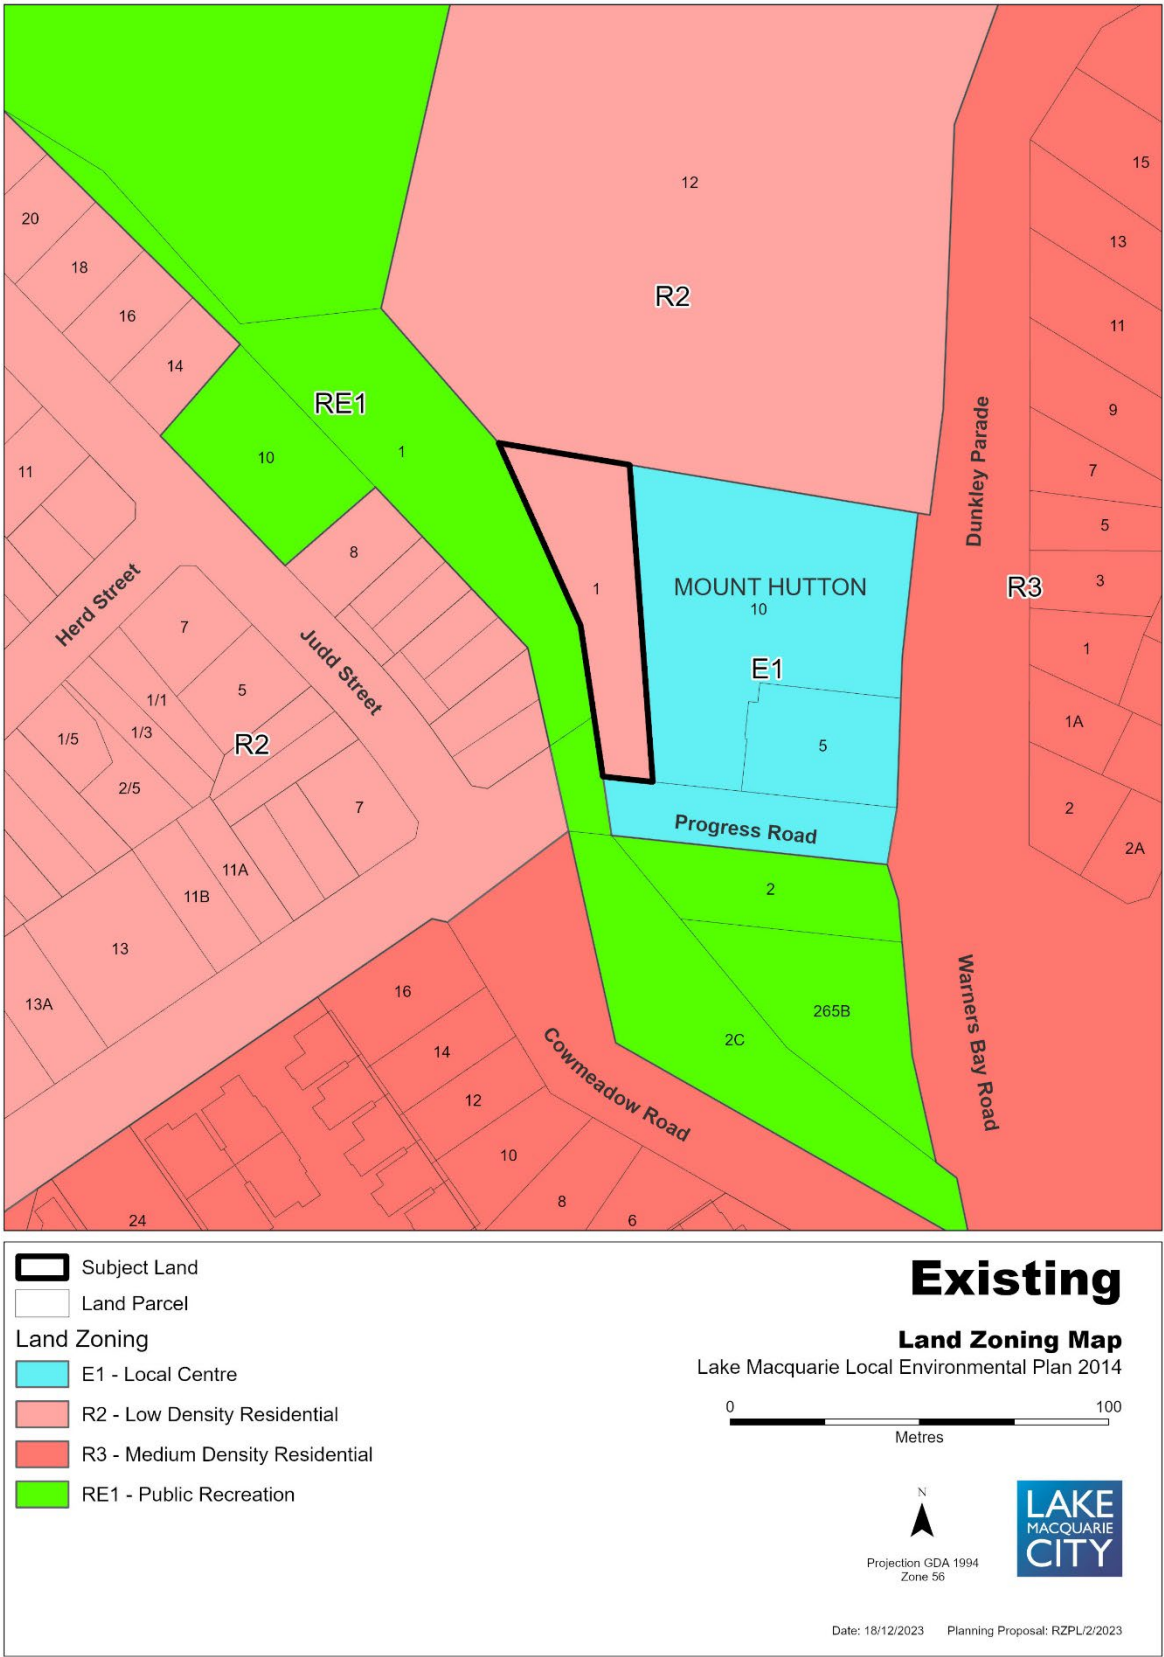 12
15
20
13
18
R2
16
11
14
RE1
9
10
1
11
7
Dunkley Parade
5
8
3
1
MOUNT HUTTON
10
R3
Herd Street
7
Judd Street
1
E1
5
1/1
1A
1/3
1/5
R2
5
2/5
7
2
Progress Road
2A
11A
2
11B
13
16
265B
13A
2C
Cowmeadow Road
Warners Bay Road
14
12
10
8
24
6
Subject Land
Land Parcel
Land Zoning
E1 - Local Centre
R2 - Low Density Residential
R3 - Medium Density Residential
RE1 - Public Recreation
Existing
Land Zoning Map
Lake Macquarie Local Environmental Plan 2014
0 100
Metres
N
Projection GDA 1994
Zone 56
LAKE
MACQUARIE
CITY
Date: 18/12/2023 Planning Proposal: RZPL/2/2023